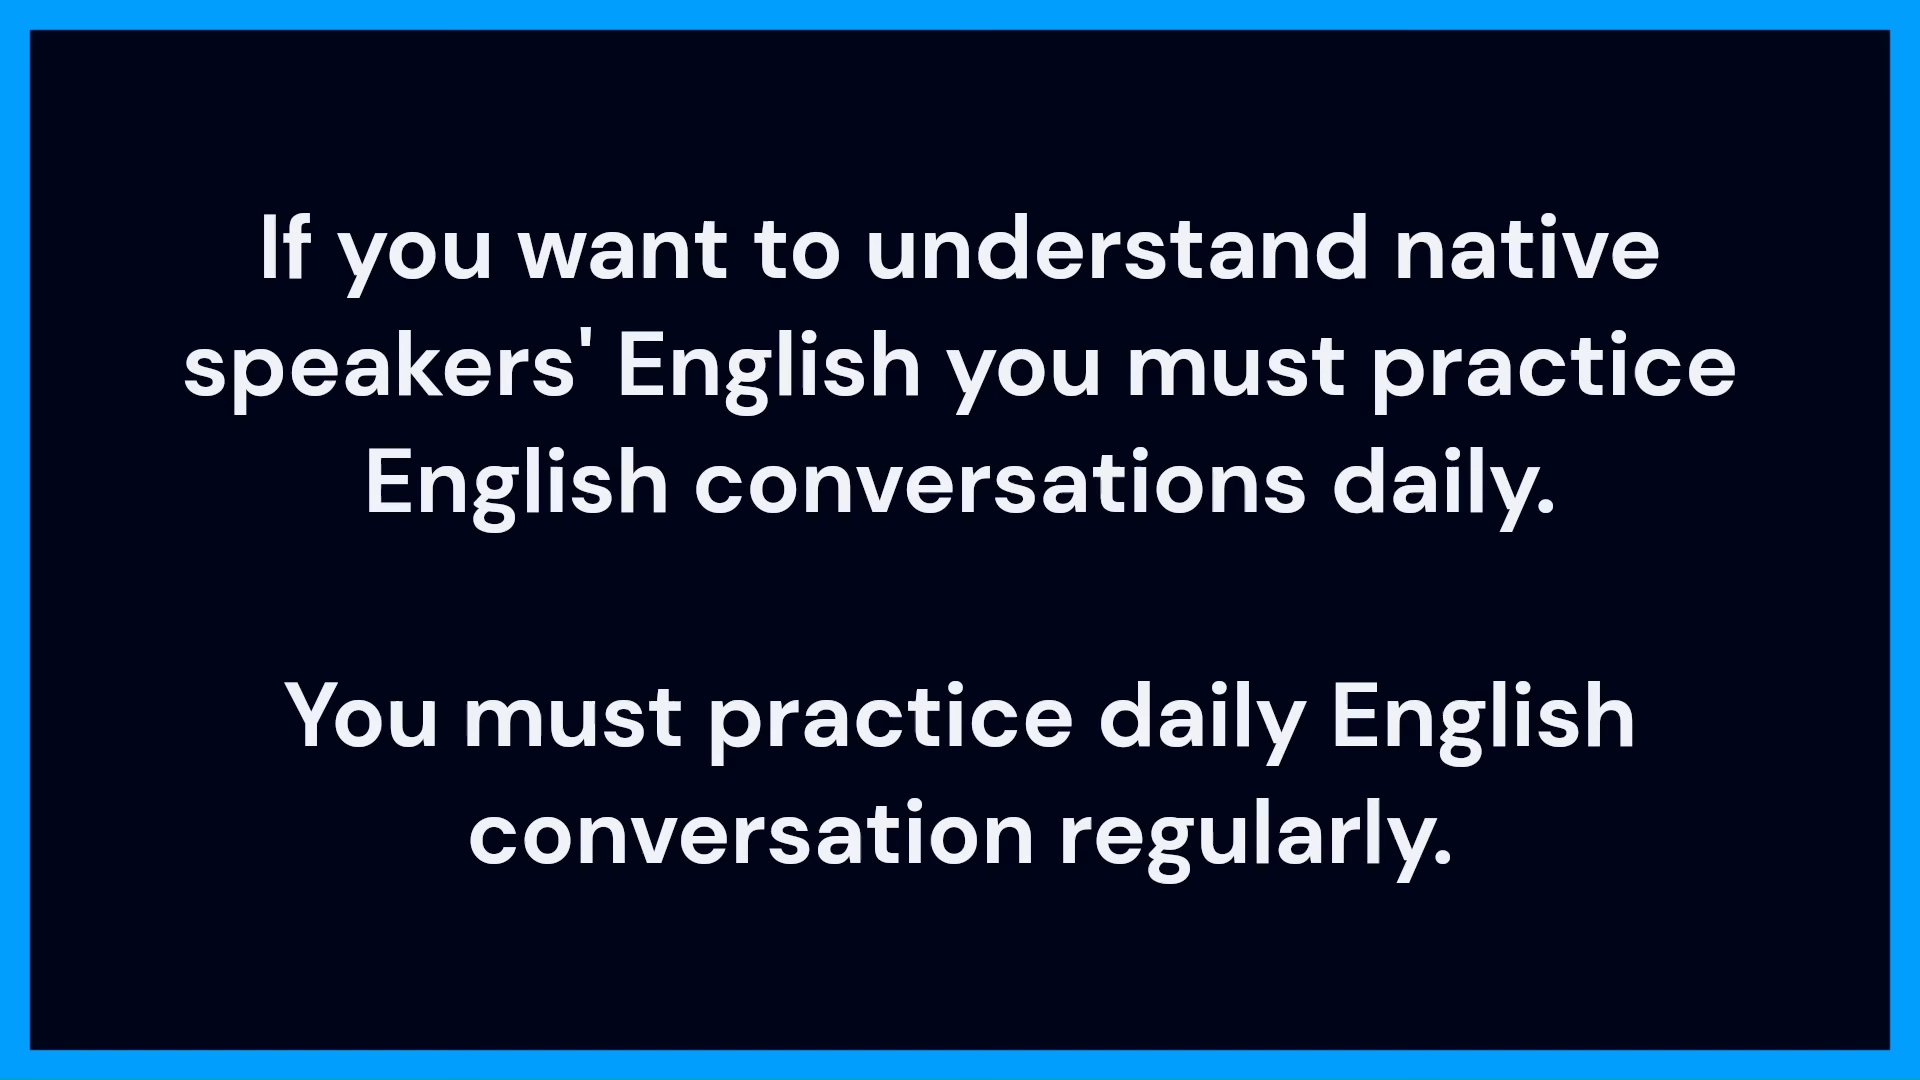 If you want to understand native
speakers' English you must practice
English conversations daily.
You must practice daily English
conversation regularly.